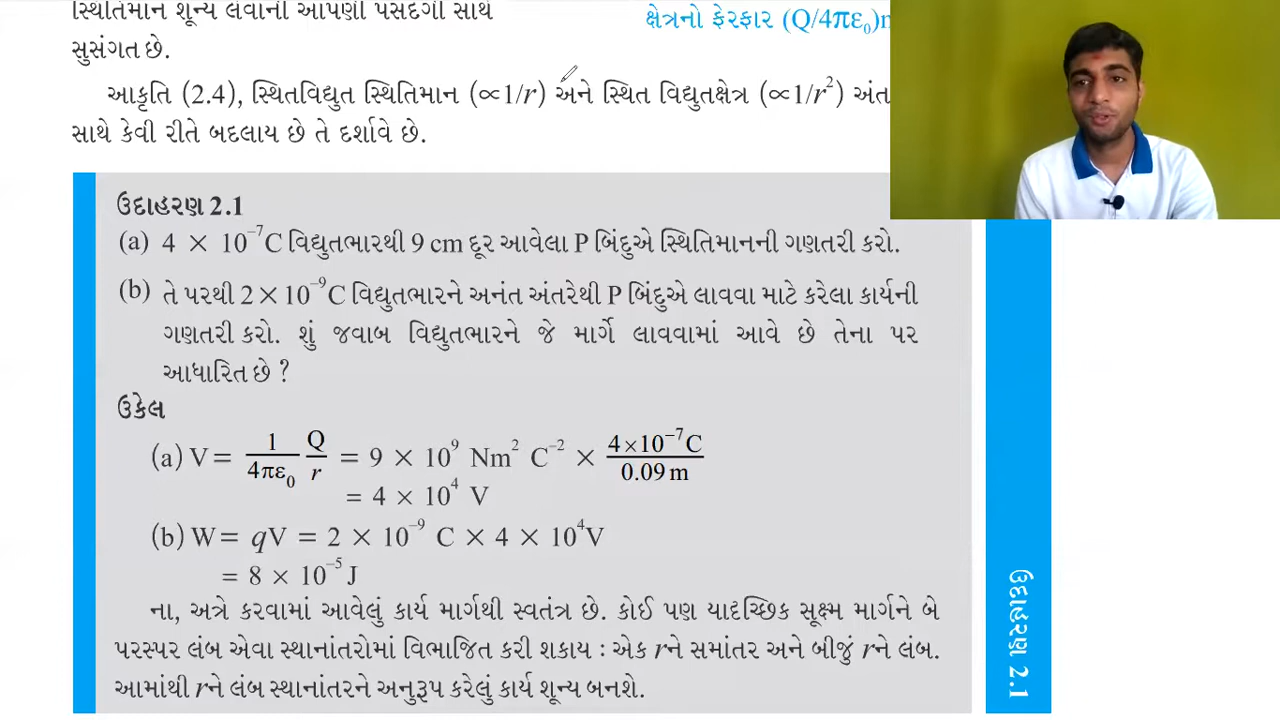 સ્થિતિમાન શૂન્ય લેવાની આપણી પસંદગી સાથે
સુસંગત છે.
ક્ષેત્રનો ફેરફાર (Q/4πε₀)
આકૃતિ (2.4), સ્થિતવિદ્યુત સ્થિતિમાન (∝1/r) અને સ્થિત વિદ્યુતક્ષેત્ર (∝1/r²) અંત
સાથે કેવી રીતે બદલાય છે તે દર્શાવે છે.
ઉદાહરણ 2.1
(a) 4 × 10⁻⁷C વિદ્યુતભારથી 9 cm દૂર આવેલા P બિંદુએ સ્થિતિમાનની ગણતરી કરો.
(b) તે પરથી 2 × 10⁻⁹C વિદ્યુતભારને અનંત અંતરેથી P બિંદુએ લાવવા માટે કરેલા કાર્યની
ગણતરી કરો. શું જવાબ વિદ્યુતભારને જે માર્ગે લાવવામાં આવે છે તેના પર
આધારિત છે ?
ઉકેલ
(a) V = 1/4πε₀ Q/r = 9 × 10⁹ Nm² C⁻² × 4×10⁻⁷C/0.09 m
= 4 × 10⁴ V
(b) W = qV = 2 × 10⁻⁹ C × 4 × 10⁴V
= 8 × 10⁻⁵ J
ના, અત્રે કરવામાં આવેલું કાર્ય માર્ગથી સ્વતંત્ર છે. કોઈ પણ યાદચ્છિક સૂક્ષ્મ માર્ગને બે
પરસ્પર લંબ એવા સ્થાનાંતરોમાં વિભાજિત કરી શકાય : એક rને સમાંતર અને બીજું rને લંબ.
આમાંથી rને લંબ સ્થાનાંતરને અનુરૂપ કરેલું કાર્ય શૂન્ય બનશે.
ઉદાહરણ 2.1